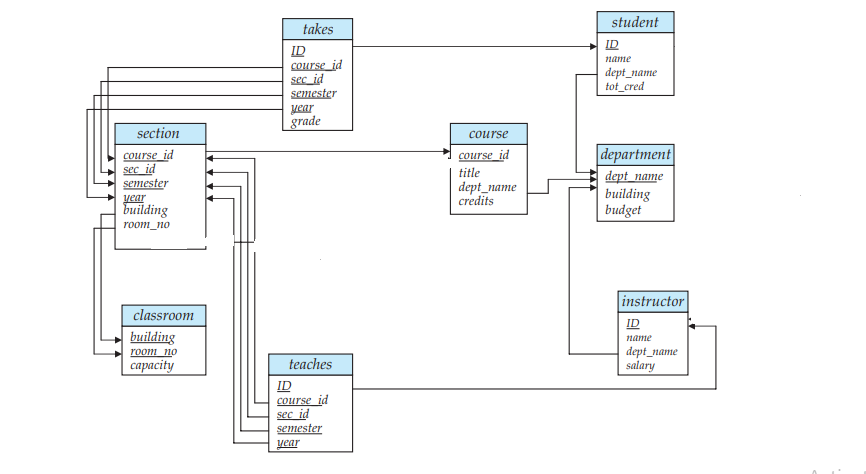 takes
ID
course_id
sec_id
semester
year
grade
student
ID
name
dept_name
tot_cred
section
course_id
sec_id
semester
year
building
room_no
course
course_id
title
dept_name
credits
department
dept_name
building
budget
classroom
building
room_no
capacity
instructor
ID
name
dept_name
salary
teaches
ID
course_id
sec_id
semester
year